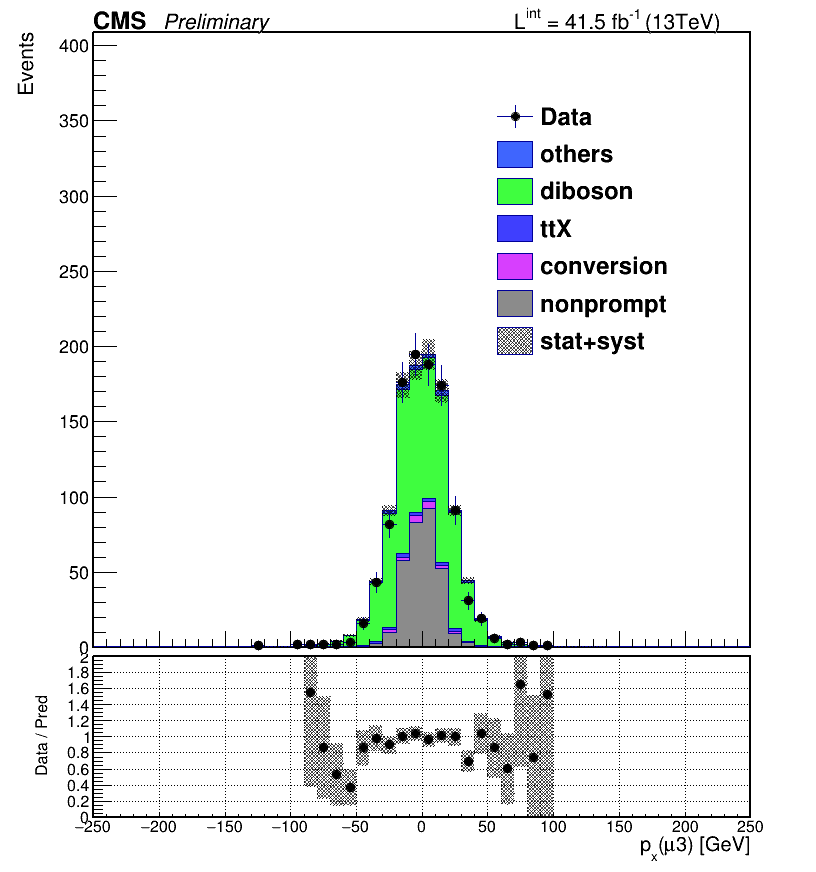 CMS Preliminary L^int = 41.5 fb^-1 (13TeV)
Events
400
350
300
250
200
150
100
50
0
Data
others
diboson
ttX
conversion
nonprompt
stat+syst
Data / Pred
2
1.8
1.6
1.4
1.2
1
0.8
0.6
0.4
0.2
0
−250 −200 −150 −100 −50 0 50 100 150 200 250
p_x(μ3) [GeV]